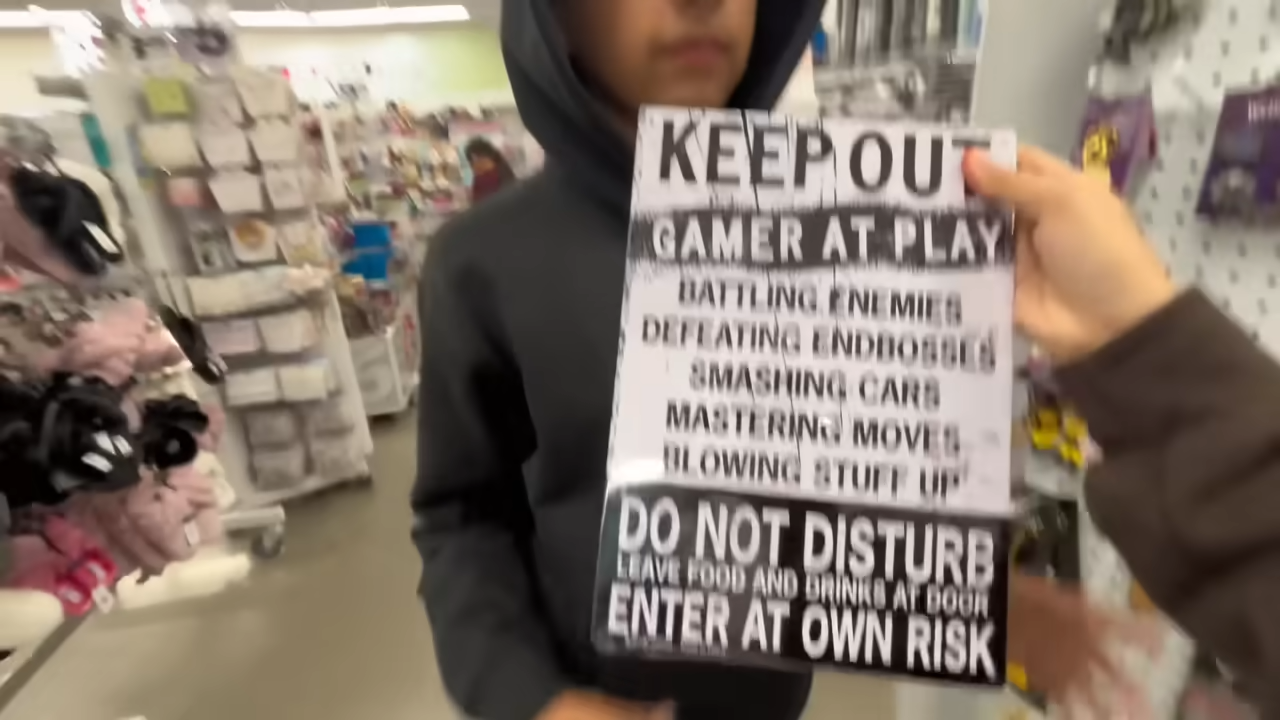 KEEP OUT
GAMER AT PLAY
BATTLING ENEMIES
DEFEATING ENDBOSSES
SMASHING CARS
MASTERING MOVES
BLOWING STUFF UP
DO NOT DISTURB
LEAVE FOOD AND DRINKS AT DOOR
ENTER AT OWN RISK